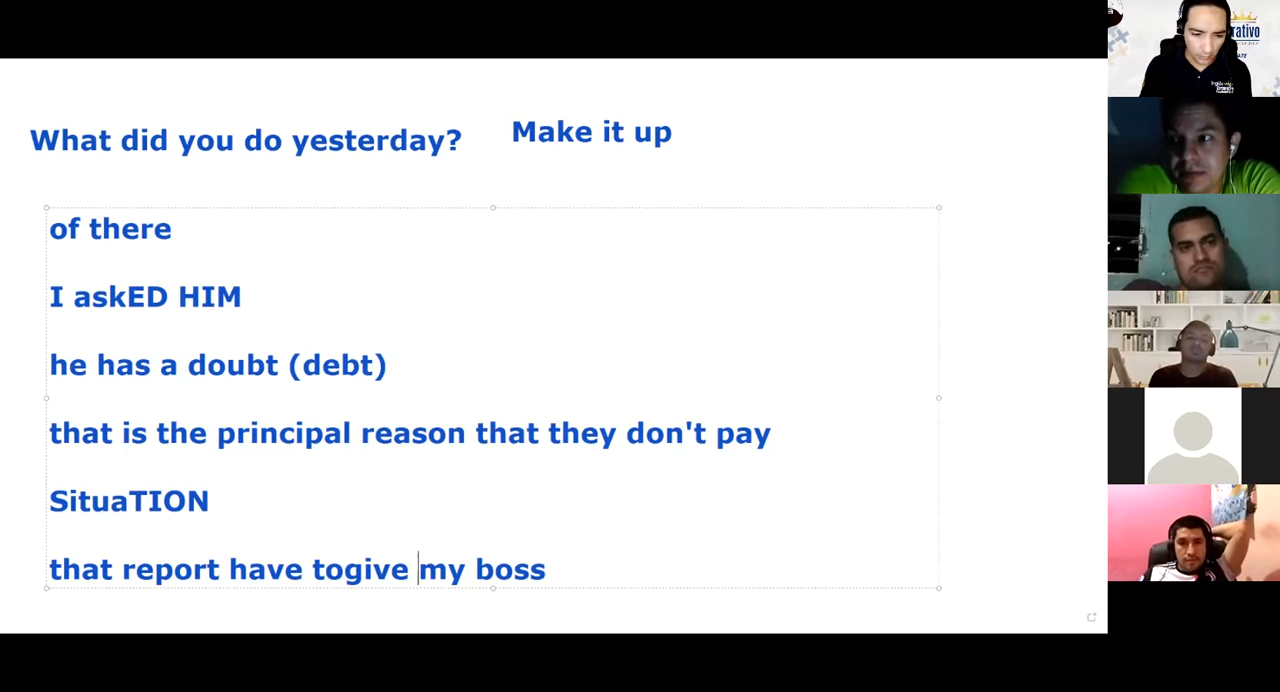 What did you do yesterday?
Make it up
of there
I askED HIM
he has a doubt (debt)
that is the principal reason that they don't pay
SituaTION
that report have togive my boss
rativo